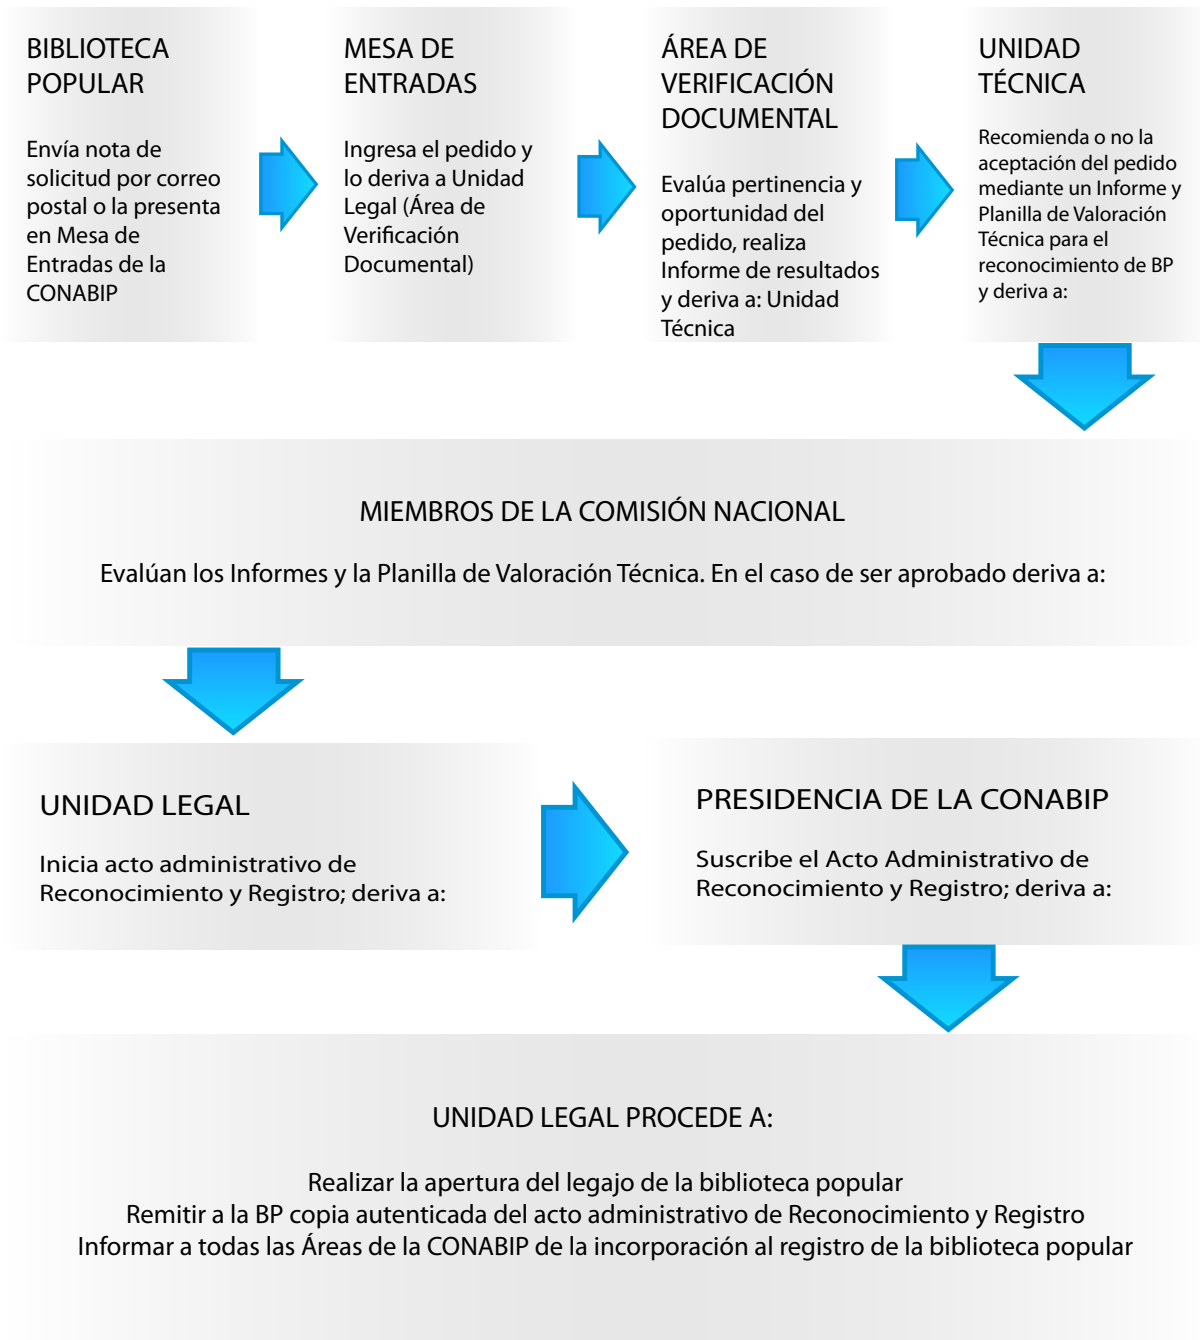 BIBLIOTECA
POPULAR
Envía nota de
solicitud por correo
postal o la presenta
en Mesa de
Entradas de la
CONABIP
MESA DE
ENTRADAS
Ingresa el pedido y
lo deriva a Unidad
Legal (Área de
Verificación
Documental)
ÁREA DE
VERIFICACIÓN
DOCUMENTAL
Evalúa pertinencia y
oportunidad del
pedido, realiza
Informe de resultados
y deriva a: Unidad
Técnica
UNIDAD
TÉCNICA
Recomienda o no la
aceptación del pedido
mediante un Informe y
Planilla de Valoración
Técnica para el
reconocimiento de BP
y deriva a:
MIEMBROS DE LA COMISIÓN NACIONAL
Evalúan los Informes y la Planilla de Valoración Técnica. En el caso de ser aprobado deriva a:
UNIDAD LEGAL
Inicia acto administrativo de
Reconocimiento y Registro; deriva a:
PRESIDENCIA DE LA CONABIP
Suscribe el Acto Administrativo de
Reconocimiento y Registro; deriva a:
UNIDAD LEGAL PROCEDE A:
Realizar la apertura del legajo de la biblioteca popular
Remitir a la BP copia autenticada del acto administrativo de Reconocimiento y Registro
Informar a todas las Áreas de la CONABIP de la incorporación al registro de la biblioteca popular